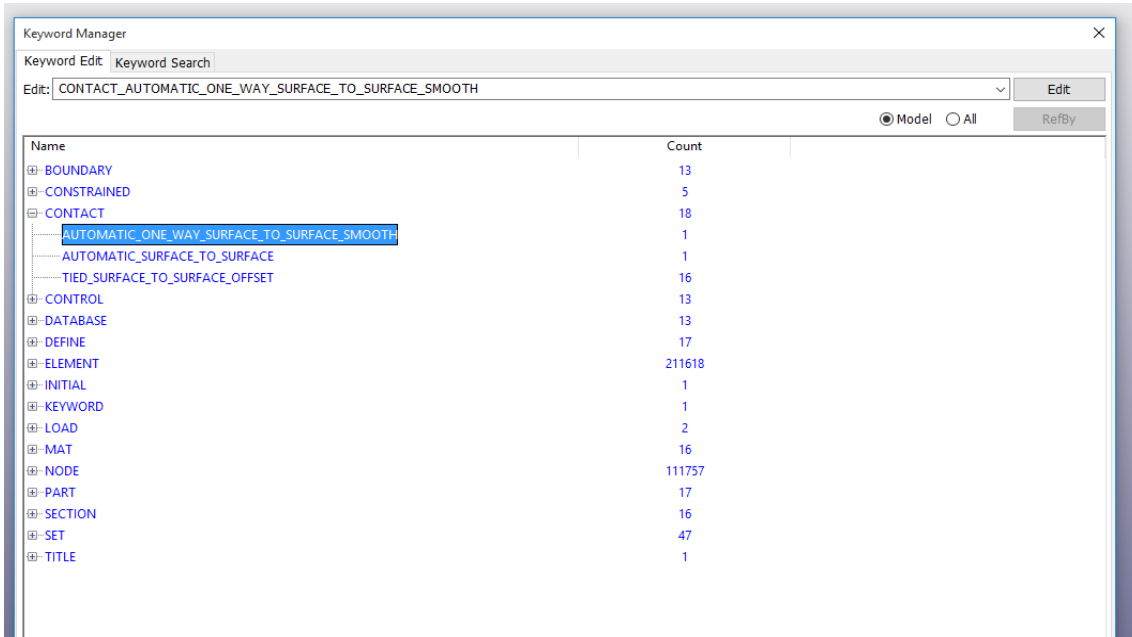 Keyword Manager
Keyword Edit Keyword Search
Edit: CONTACT_AUTOMATIC_ONE_WAY_SURFACE_TO_SURFACE_SMOOTH Edit
Model All RefBy
Name Count
BOUNDARY 13
CONSTRAINED 5
CONTACT 18
AUTOMATIC_ONE_WAY_SURFACE_TO_SURFACE_SMOOTH 1
AUTOMATIC_SURFACE_TO_SURFACE 1
TIED_SURFACE_TO_SURFACE_OFFSET 16
CONTROL 13
DATABASE 13
DEFINE 17
ELEMENT 211618
INITIAL 1
KEYWORD 1
LOAD 2
MAT 16
NODE 111757
PART 17
SECTION 16
SET 47
TITLE 1